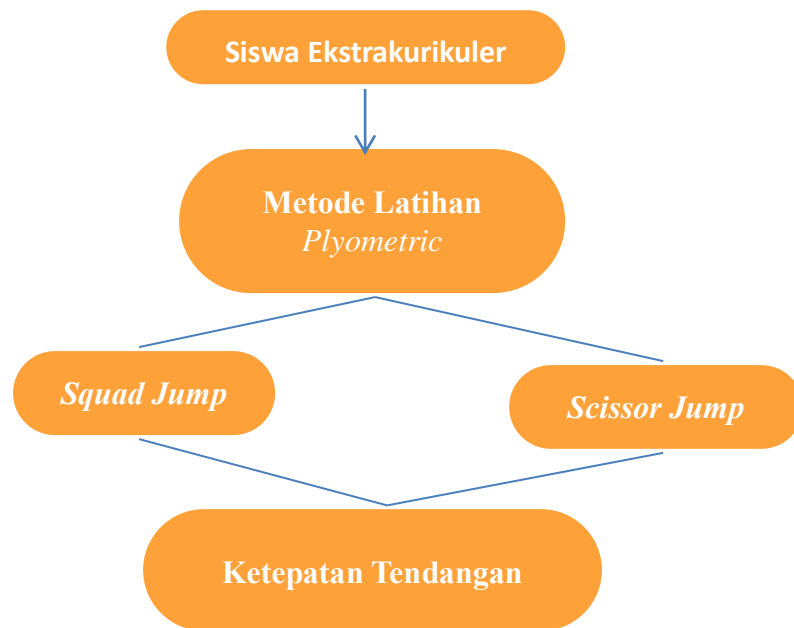 Siswa Ekstrakurikuler
Metode Latihan
Plyometric
Squad Jump
Scissor Jump
Ketepatan Tendangan